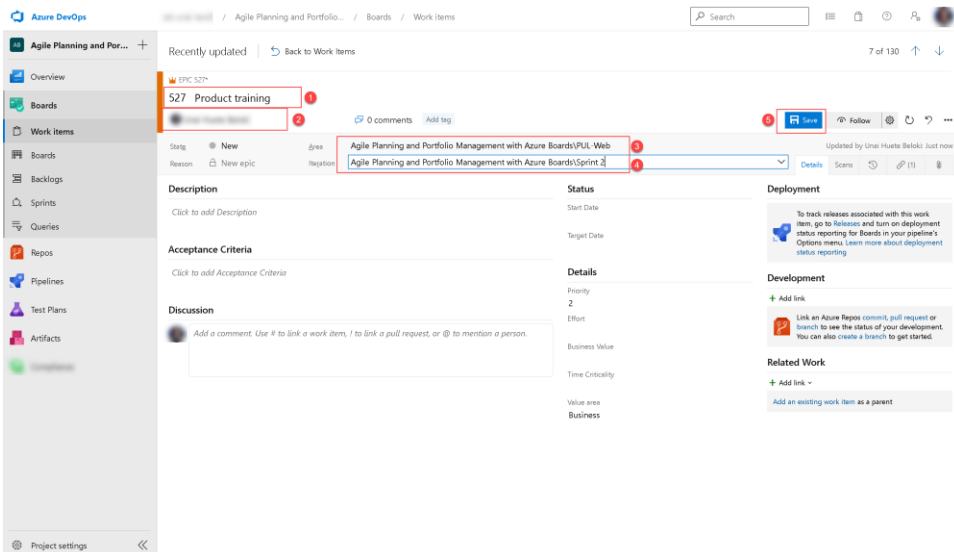 Azure DevOps
/ Agile Planning and Portfolio... / Boards / Work items
Search
AB Agile Planning and Por... +
Recently updated
Back to Work Items
7 of 130
Overview
Boards
Work items
Boards
Backlogs
Sprints
Queries
Repos
Pipelines
Test Plans
Artifacts
Project settings
EPIC 527*
527 Product training
1
2
0 comments
Add tag
5
Save
Follow
State
New
Area
Agile Planning and Portfolio Management with Azure Boards\PUL-Web
3
Updated by Unai Huete Beloki: Just now
Reason
New epic
Iteration
Agile Planning and Portfolio Management with Azure Boards\Sprint 2
4
Details
Scans
(1)
Description
Click to add Description
Acceptance Criteria
Click to add Acceptance Criteria
Discussion
Add a comment. Use # to link a work item, ! to link a pull request, or @ to mention a person.
Status
Start Date
Target Date
Details
Priority
2
Effort
Business Value
Time Criticality
Value area
Business
Deployment
To track releases associated with this work
item, go to Releases and turn on deployment
status reporting for Boards in your pipeline's
Options menu. Learn more about deployment
status reporting
Development
+ Add link
Link an Azure Repos commit, pull request or
branch to see the status of your development.
You can also create a branch to get started.
Related Work
+ Add link
Add an existing work item as a parent